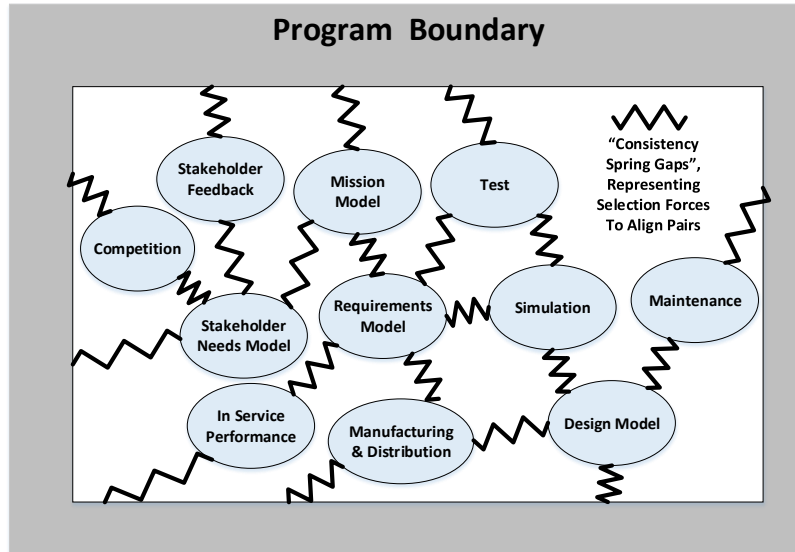 Program Boundary
Stakeholder
Feedback
Mission
Model
Test
“Consistency
Spring Gaps”,
Representing
Selection Forces
To Align Pairs
Competition
Stakeholder
Needs Model
Requirements
Model
Simulation
Maintenance
In Service
Performance
Manufacturing
& Distribution
Design Model